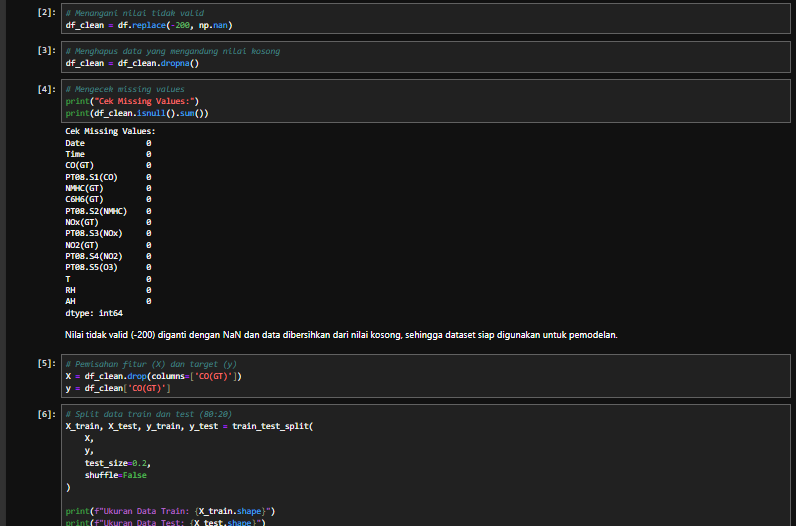 [2]: # Menangani nilai tidak valid
df_clean = df.replace(-200, np.nan)
[3]: # Menghapus data yang mengandung nilai kosong
df_clean = df_clean.dropna()
[4]: # Mengecek missing values
print("Cek Missing Values:")
print(df_clean.isnull().sum())
Cek Missing Values:
Date 0
Time 0
CO(GT) 0
PT08.S1(CO) 0
NMHC(GT) 0
C6H6(GT) 0
PT08.S2(NMHC) 0
NOx(GT) 0
PT08.S3(NOx) 0
NO2(GT) 0
PT08.S4(NO2) 0
PT08.S5(O3) 0
T 0
RH 0
AH 0
dtype: int64
Nilai tidak valid (-200) diganti dengan NaN dan data dibersihkan dari nilai kosong, sehingga dataset siap digunakan untuk pemodelan.
[5]: # Pemisahan fitur (X) dan target (y)
X = df_clean.drop(columns=['CO(GT)'])
y = df_clean['CO(GT)']
[6]: # Split data train dan test (80:20)
X_train, X_test, y_train, y_test = train_test_split(
X,
y,
test_size=0.2,
shuffle=False
)
print(f"Ukuran Data Train: {X_train.shape}")
print(f"Ukuran Data Test: {X_test.shape}")